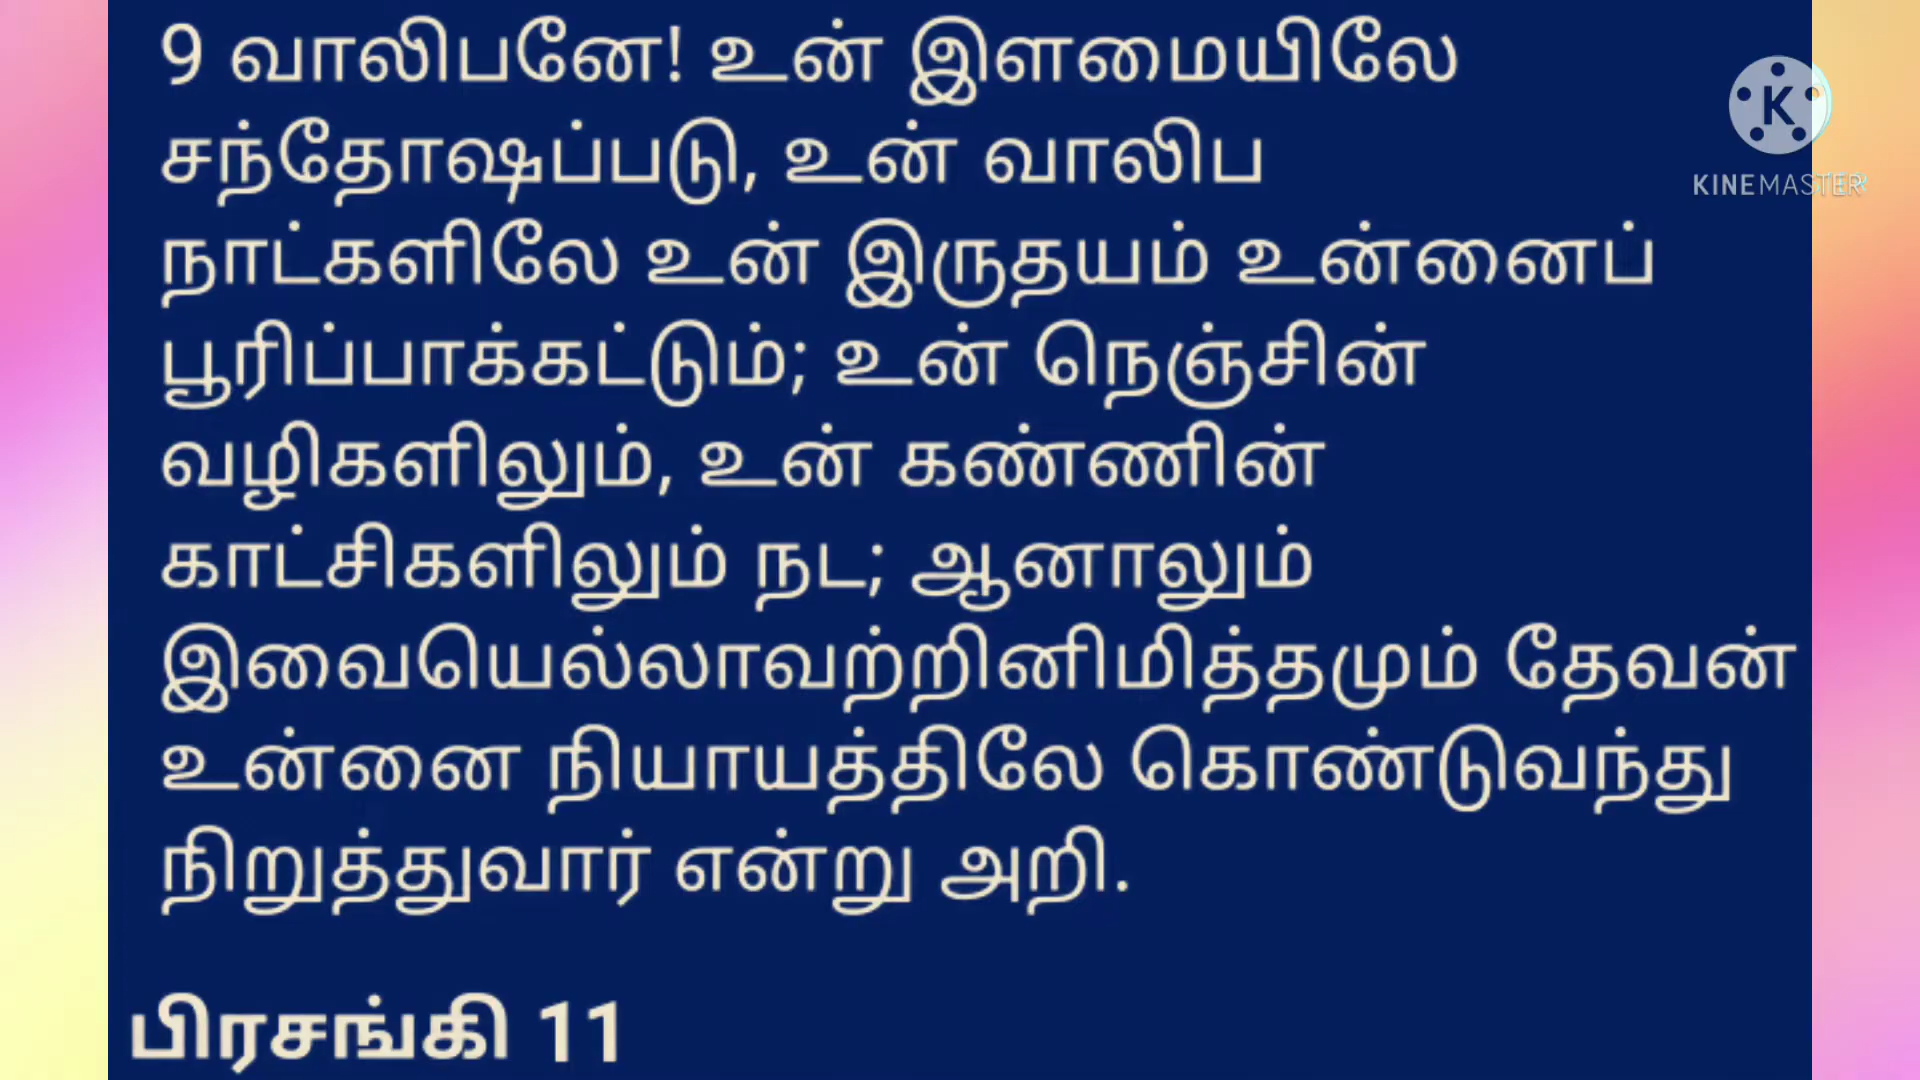 9 வாலிபனே! உன் இளமையிலே
சந்தோஷப்படு, உன் வாலிப
நாட்களிலே உன் இருதயம் உன்னைப்
பூரிப்பாக்கட்டும்; உன் நெஞ்சின்
வழிகளிலும், உன் கண்ணின்
காட்சிகளிலும் நட; ஆனாலும்
இவையெல்லாவற்றினிமித்தமும் தேவன்
உன்னை நியாயத்திலே கொண்டுவந்து
நிறுத்துவார் என்று அறி.
பிரசங்கி 11
K
KINEMASTER